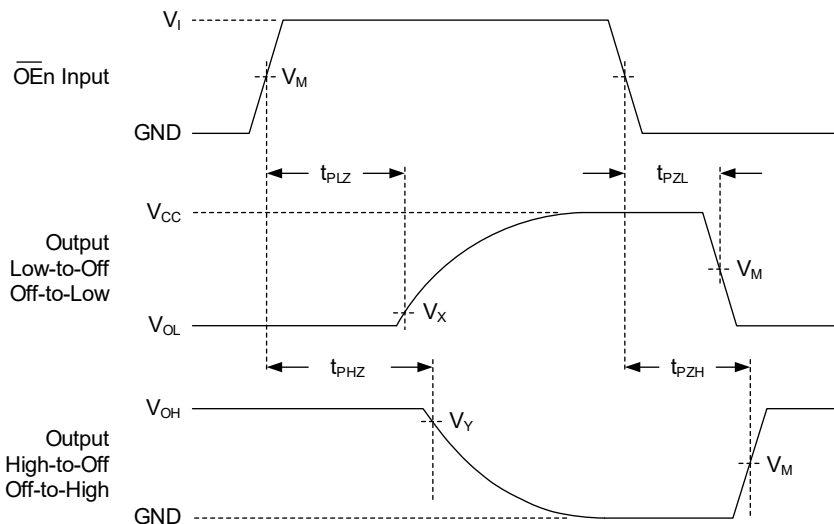 V_I
OEn Input
V_M
GND
t_PLZ
t_PZL
V_CC
Output
Low-to-Off
Off-to-Low
V_M
V_X
V_OL
t_PHZ
t_PZH
V_OH
V_Y
Output
High-to-Off
Off-to-High
V_M
GND